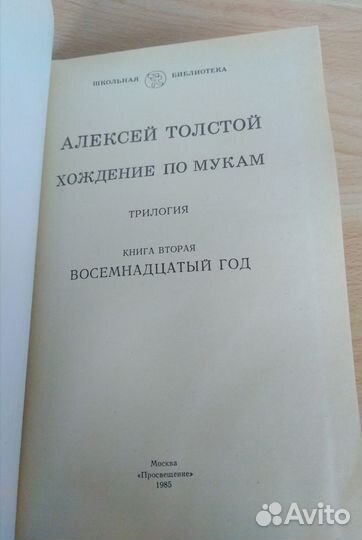 ШКОЛЬНАЯ БИБЛИОТЕКА
АЛЕКСЕЙ ТОЛСТОЙ
ХОЖДЕНИЕ ПО МУКАМ
ТРИЛОГИЯ
КНИГА ВТОРАЯ
ВОСЕМНАДЦАТЫЙ ГОД
Москва
«Просвещение»
1985
Avito